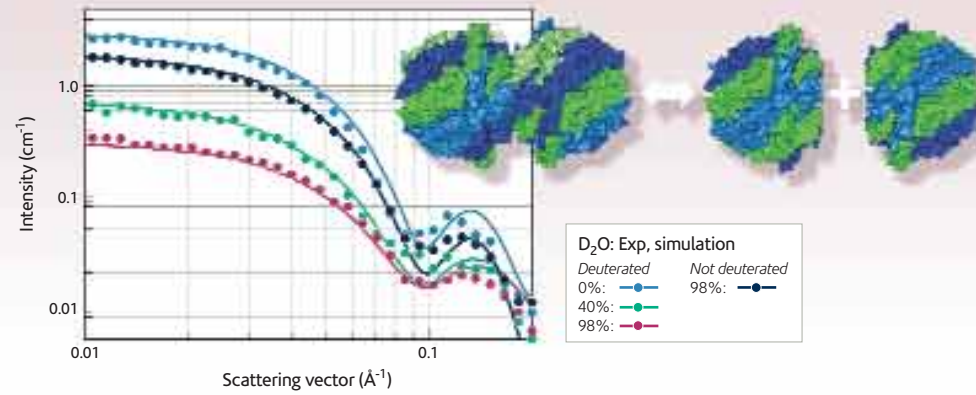 Intensity (cm⁻¹)
1.0
0.1
0.01
0.01
0.1
Scattering vector (Å⁻¹)
D₂O: Exp, simulation
Deuterated Not deuterated
0%: 98%:
40%:
98%:
+